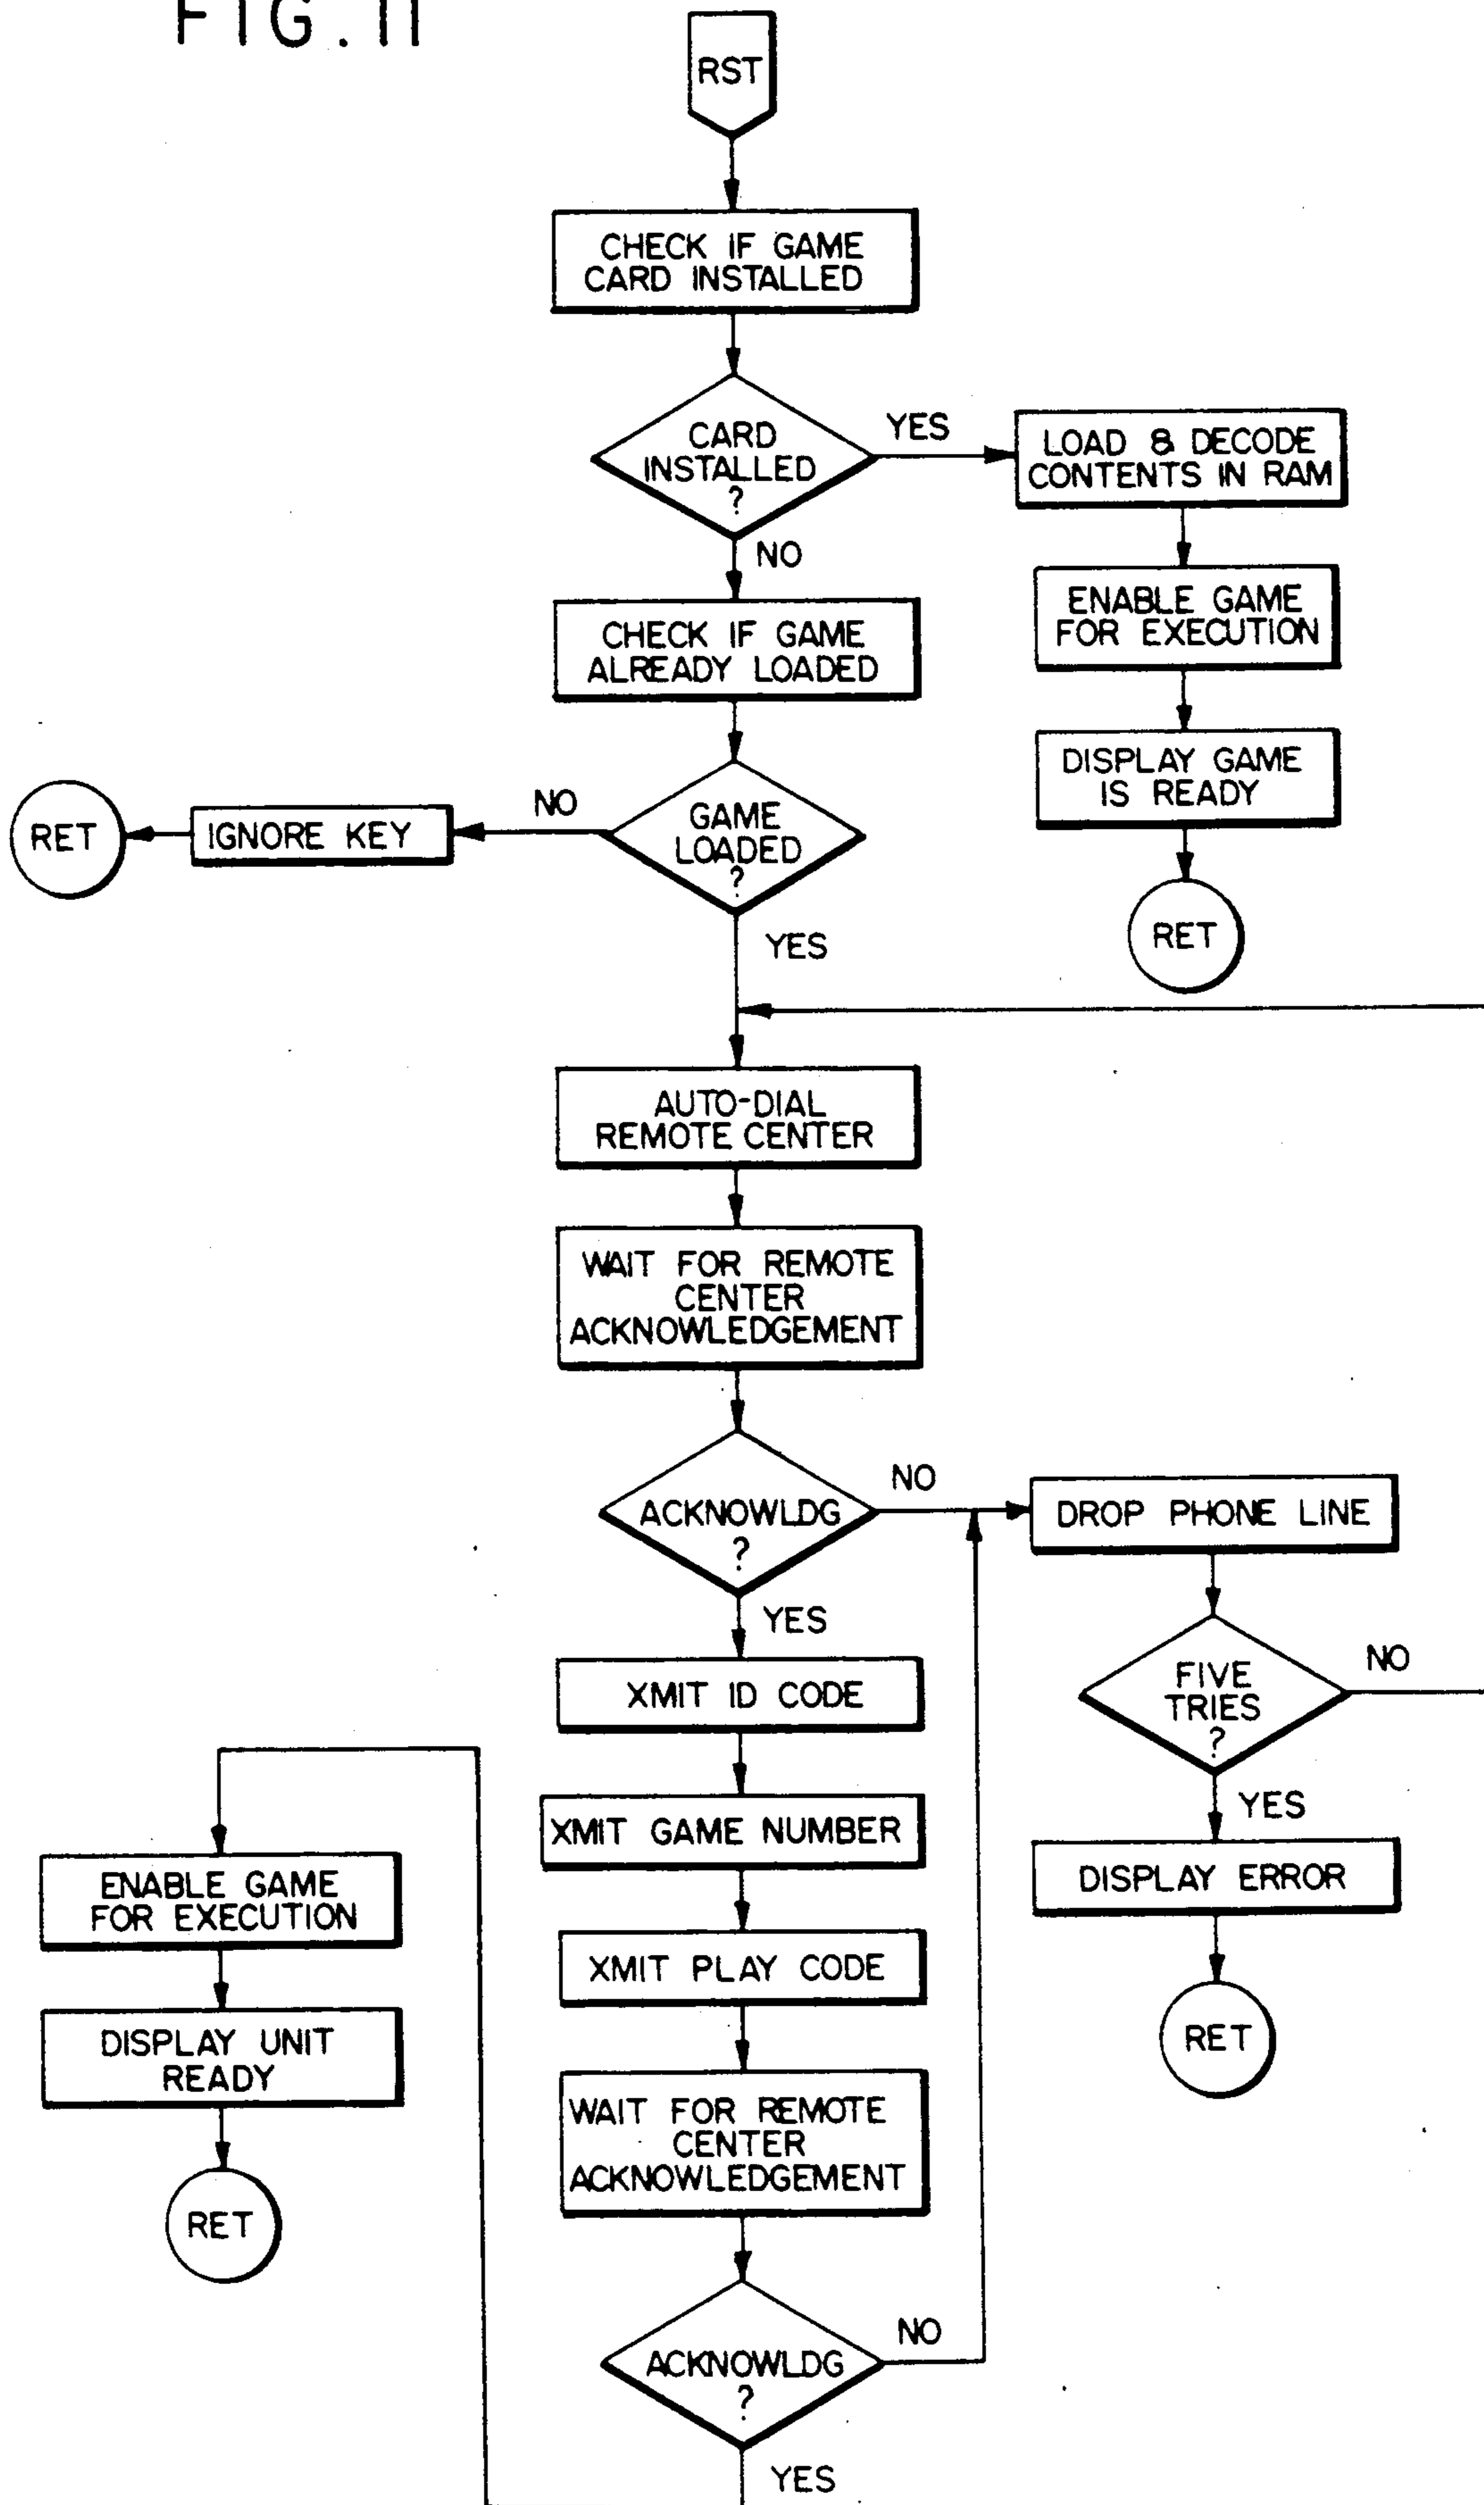 FIG. 11
RST
CHECK IF GAME
CARD INSTALLED
CARD
INSTALLED
?
YES
LOAD & DECODE
CONTENTS IN RAM
NO
ENABLE GAME
FOR EXECUTION
CHECK IF GAME
ALREADY LOADED
DISPLAY GAME
IS READY
RET
IGNORE KEY
NO
GAME
LOADED
?
RET
YES
AUTO-DIAL
REMOTE CENTER
WAIT FOR REMOTE
CENTER
ACKNOWLEDGEMENT
ACKNOWLDG
?
NO
DROP PHONE LINE
YES
FIVE
TRIES
?
NO
XMIT ID CODE
YES
XMIT GAME NUMBER
DISPLAY ERROR
ENABLE GAME
FOR EXECUTION
XMIT PLAY CODE
RET
DISPLAY UNIT
READY
WAIT FOR REMOTE
CENTER
ACKNOWLEDGEMENT
RET
ACKNOWLDG
?
NO
YES